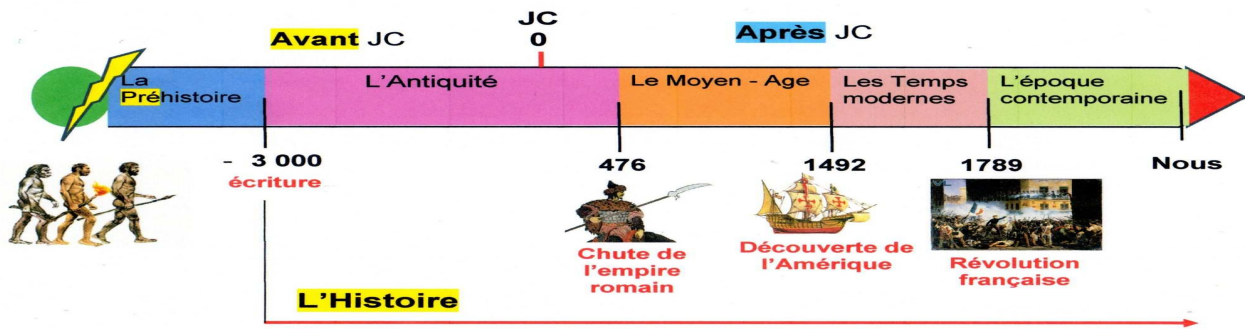 JC
0
Avant JC
Après JC
La
Préhistoire
L'Antiquité
Le Moyen - Age
Les Temps
modernes
L'époque
contemporaine
- 3 000
écriture
476
1492
1789
Nous
Chute de
l'empire
romain
Découverte de
l'Amérique
Révolution
française
L'Histoire